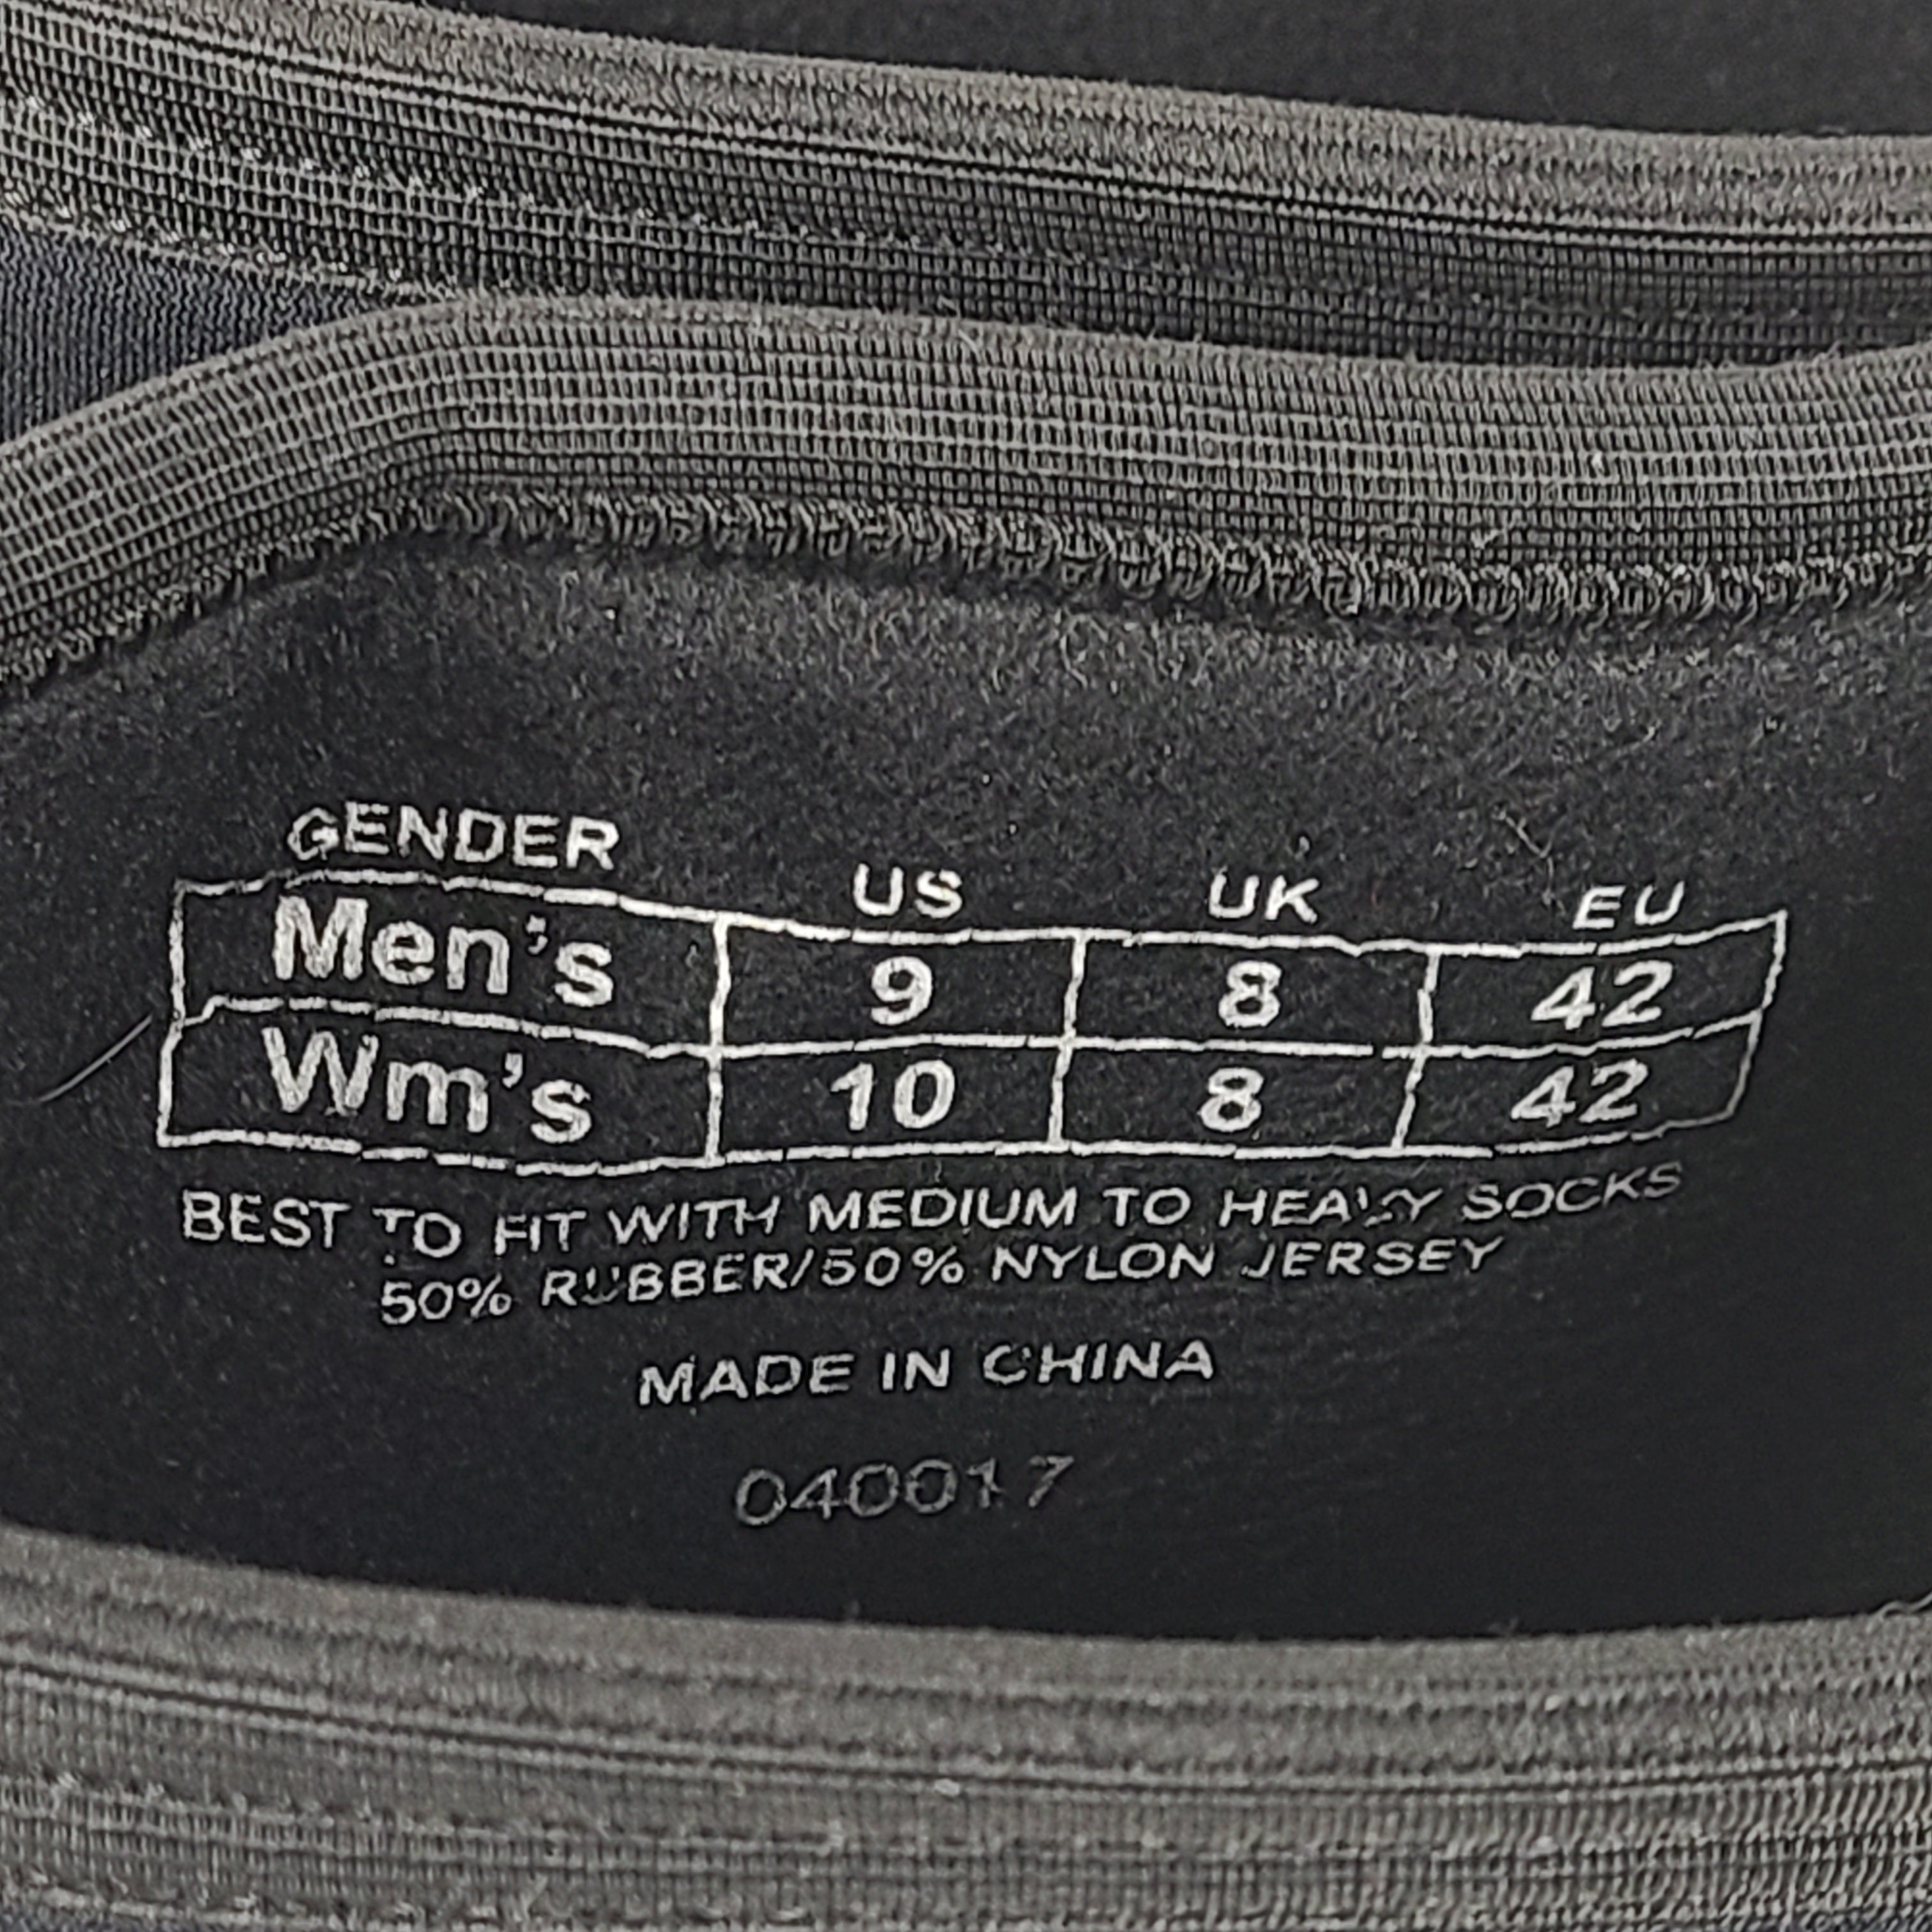 GENDER US UK EU
Men's 9 8 42
Wm's 10 8 42
BEST TO FIT WITH MEDIUM TO HEAVY SOCKS
50% RUBBER/50% NYLON JERSEY
MADE IN CHINA
040017